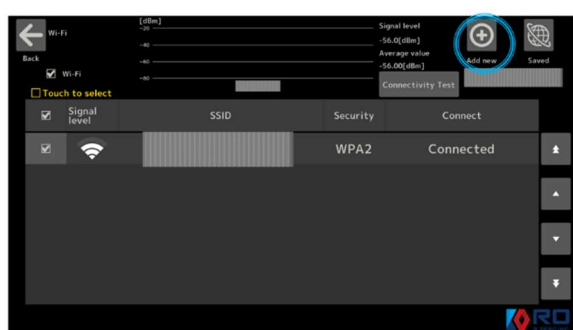 Wi-Fi
[dBm]
-20
-40
-60
-80
Signal level
-56.0[dBm]
Average value
-56.00[dBm]
Back
Add new
Saved
Wi-Fi
Connectivity Test
Touch to select
Signal level
SSID
Security
Connect
WPA2
Connected
RD